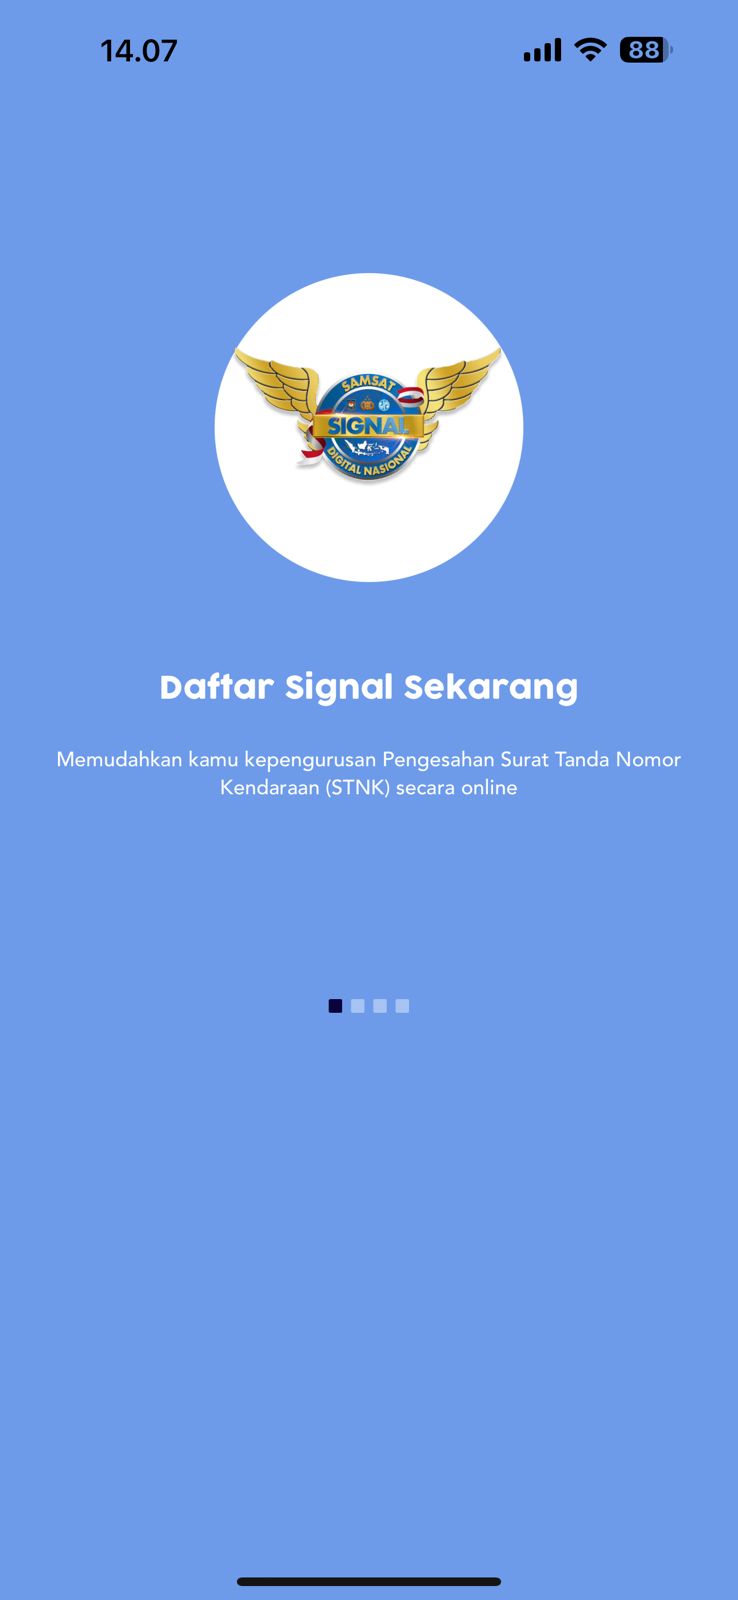 14.07
88
SAMSAT
SIGNAL
DIGITAL NASIONAL
Daftar Signal Sekarang
Memudahkan kamu kepengurusan Pengesahan Surat Tanda Nomor
Kendaraan (STNK) secara online